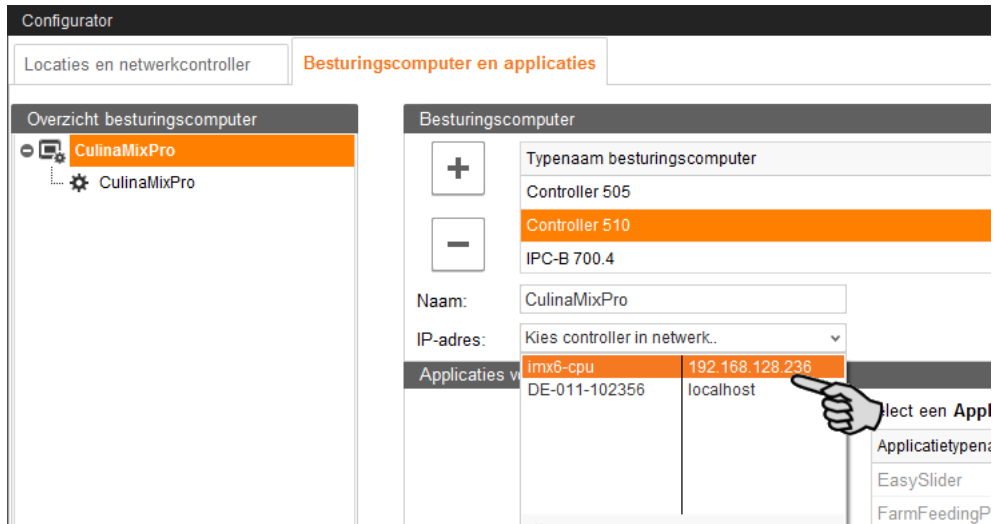 Configurator
Locaties en netwerkcontroller
Besturingscomputer en applicaties
Overzicht besturingscomputer
CulinaMixPro
CulinaMixPro
Besturingscomputer
Typenaam besturingscomputer
Controller 505
Controller 510
IPC-B 700.4
Naam: CulinaMixPro
IP-adres: Kies controller in netwerk..
imx6-cpu 192.168.128.236
DE-011-102356 localhost
Applicaties
een
EasySlider